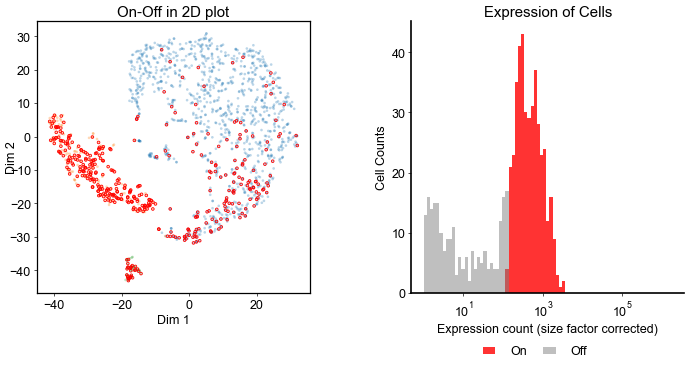 On-Off in 2D plot
Expression of Cells
30
20
10
0
−10
−20
−30
−40
Dim 2
−40
−20
0
20
Dim 1
40
30
20
10
0
Cell Counts
10^1
10^3
10^5
Expression count (size factor corrected)
On
Off